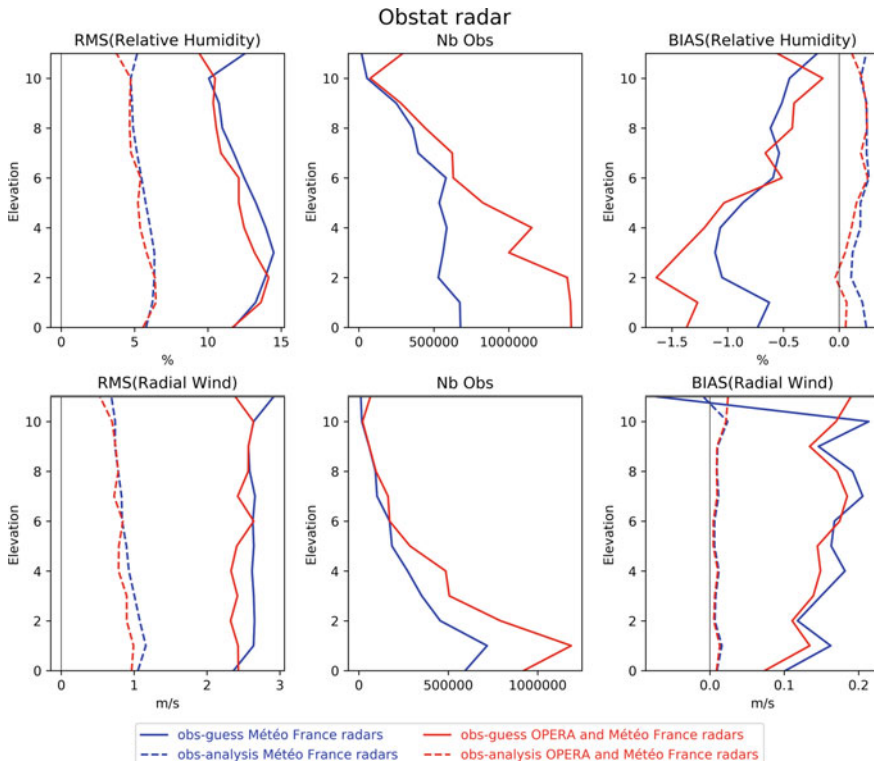 Obstat radar
RMS(Relative Humidity)
Nb Obs
BIAS(Relative Humidity)
Elevation
10
8
6
4
2
0
0 5 10 15
%
Elevation
10
8
6
4
2
0
0 500000 1000000
Elevation
10
8
6
4
2
0
−1.5 −1.0 −0.5 0.0
%
RMS(Radial Wind)
Nb Obs
BIAS(Radial Wind)
Elevation
10
8
6
4
2
0
0 1 2 3
m/s
Elevation
10
8
6
4
2
0
500000 1000000
Elevation
10
8
6
4
2
0
0.0 0.1 0.2
m/s
obs-guess Météo France radars
obs-analysis Météo France radars
obs-guess OPERA and Météo France radars
obs-analysis OPERA and Météo France radars